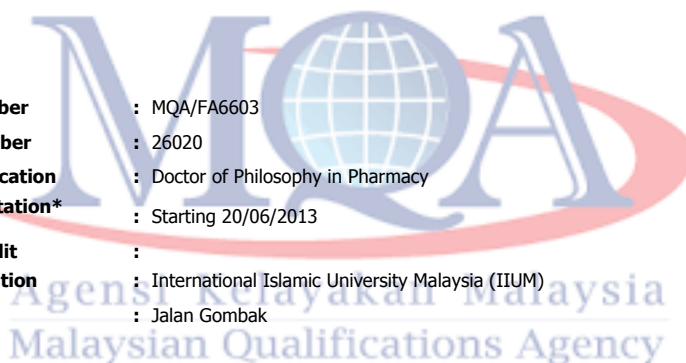 MQA
ber : MQA/FA6603
ber : 26020
cation : Doctor of Philosophy in Pharmacy
tation*
: Starting 20/06/2013
dit :
tion : International Islamic University Malaysia (IIUM)
Agensi Kelayakan Malaysia
: Jalan Gombak
Malaysian Qualifications Agency